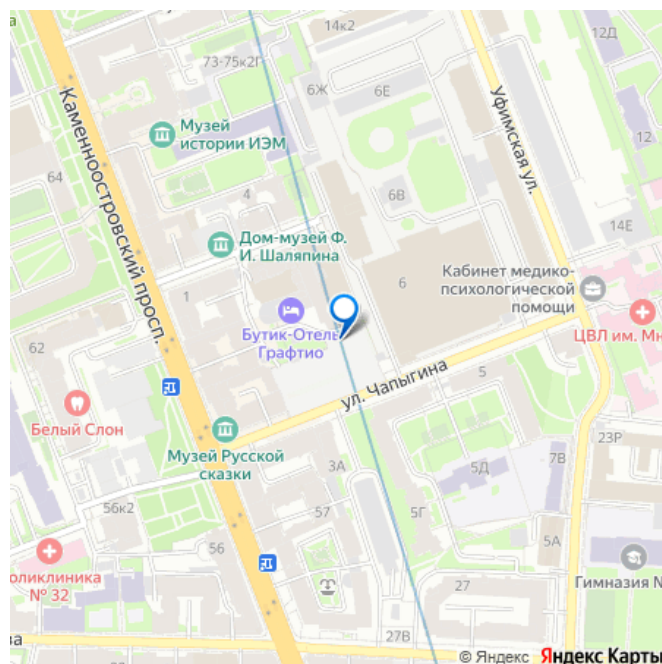 14к2
12Д
73-75к2Г
6Ж
6Е
Каменноостровский просп.
Уфимская ул.
Музей
истории ИЭМ
12
64
4
6В
14Е
Дом-музей Ф.
И. Шаляпина
Кабинет медико-
психологической
помощи
6
1
ЦВЛ им. Мн
Бутик-Отель
Графтио
62
ул. Чапыгина
5
Белый Слон
Музей Русской
сказки
23Р
3А
5Д
7В
56к2
57
5Г
5А
56
оликлиника
№ 32
27
Гимназия №
27В
ва
© Яндекс Яндекс Карты